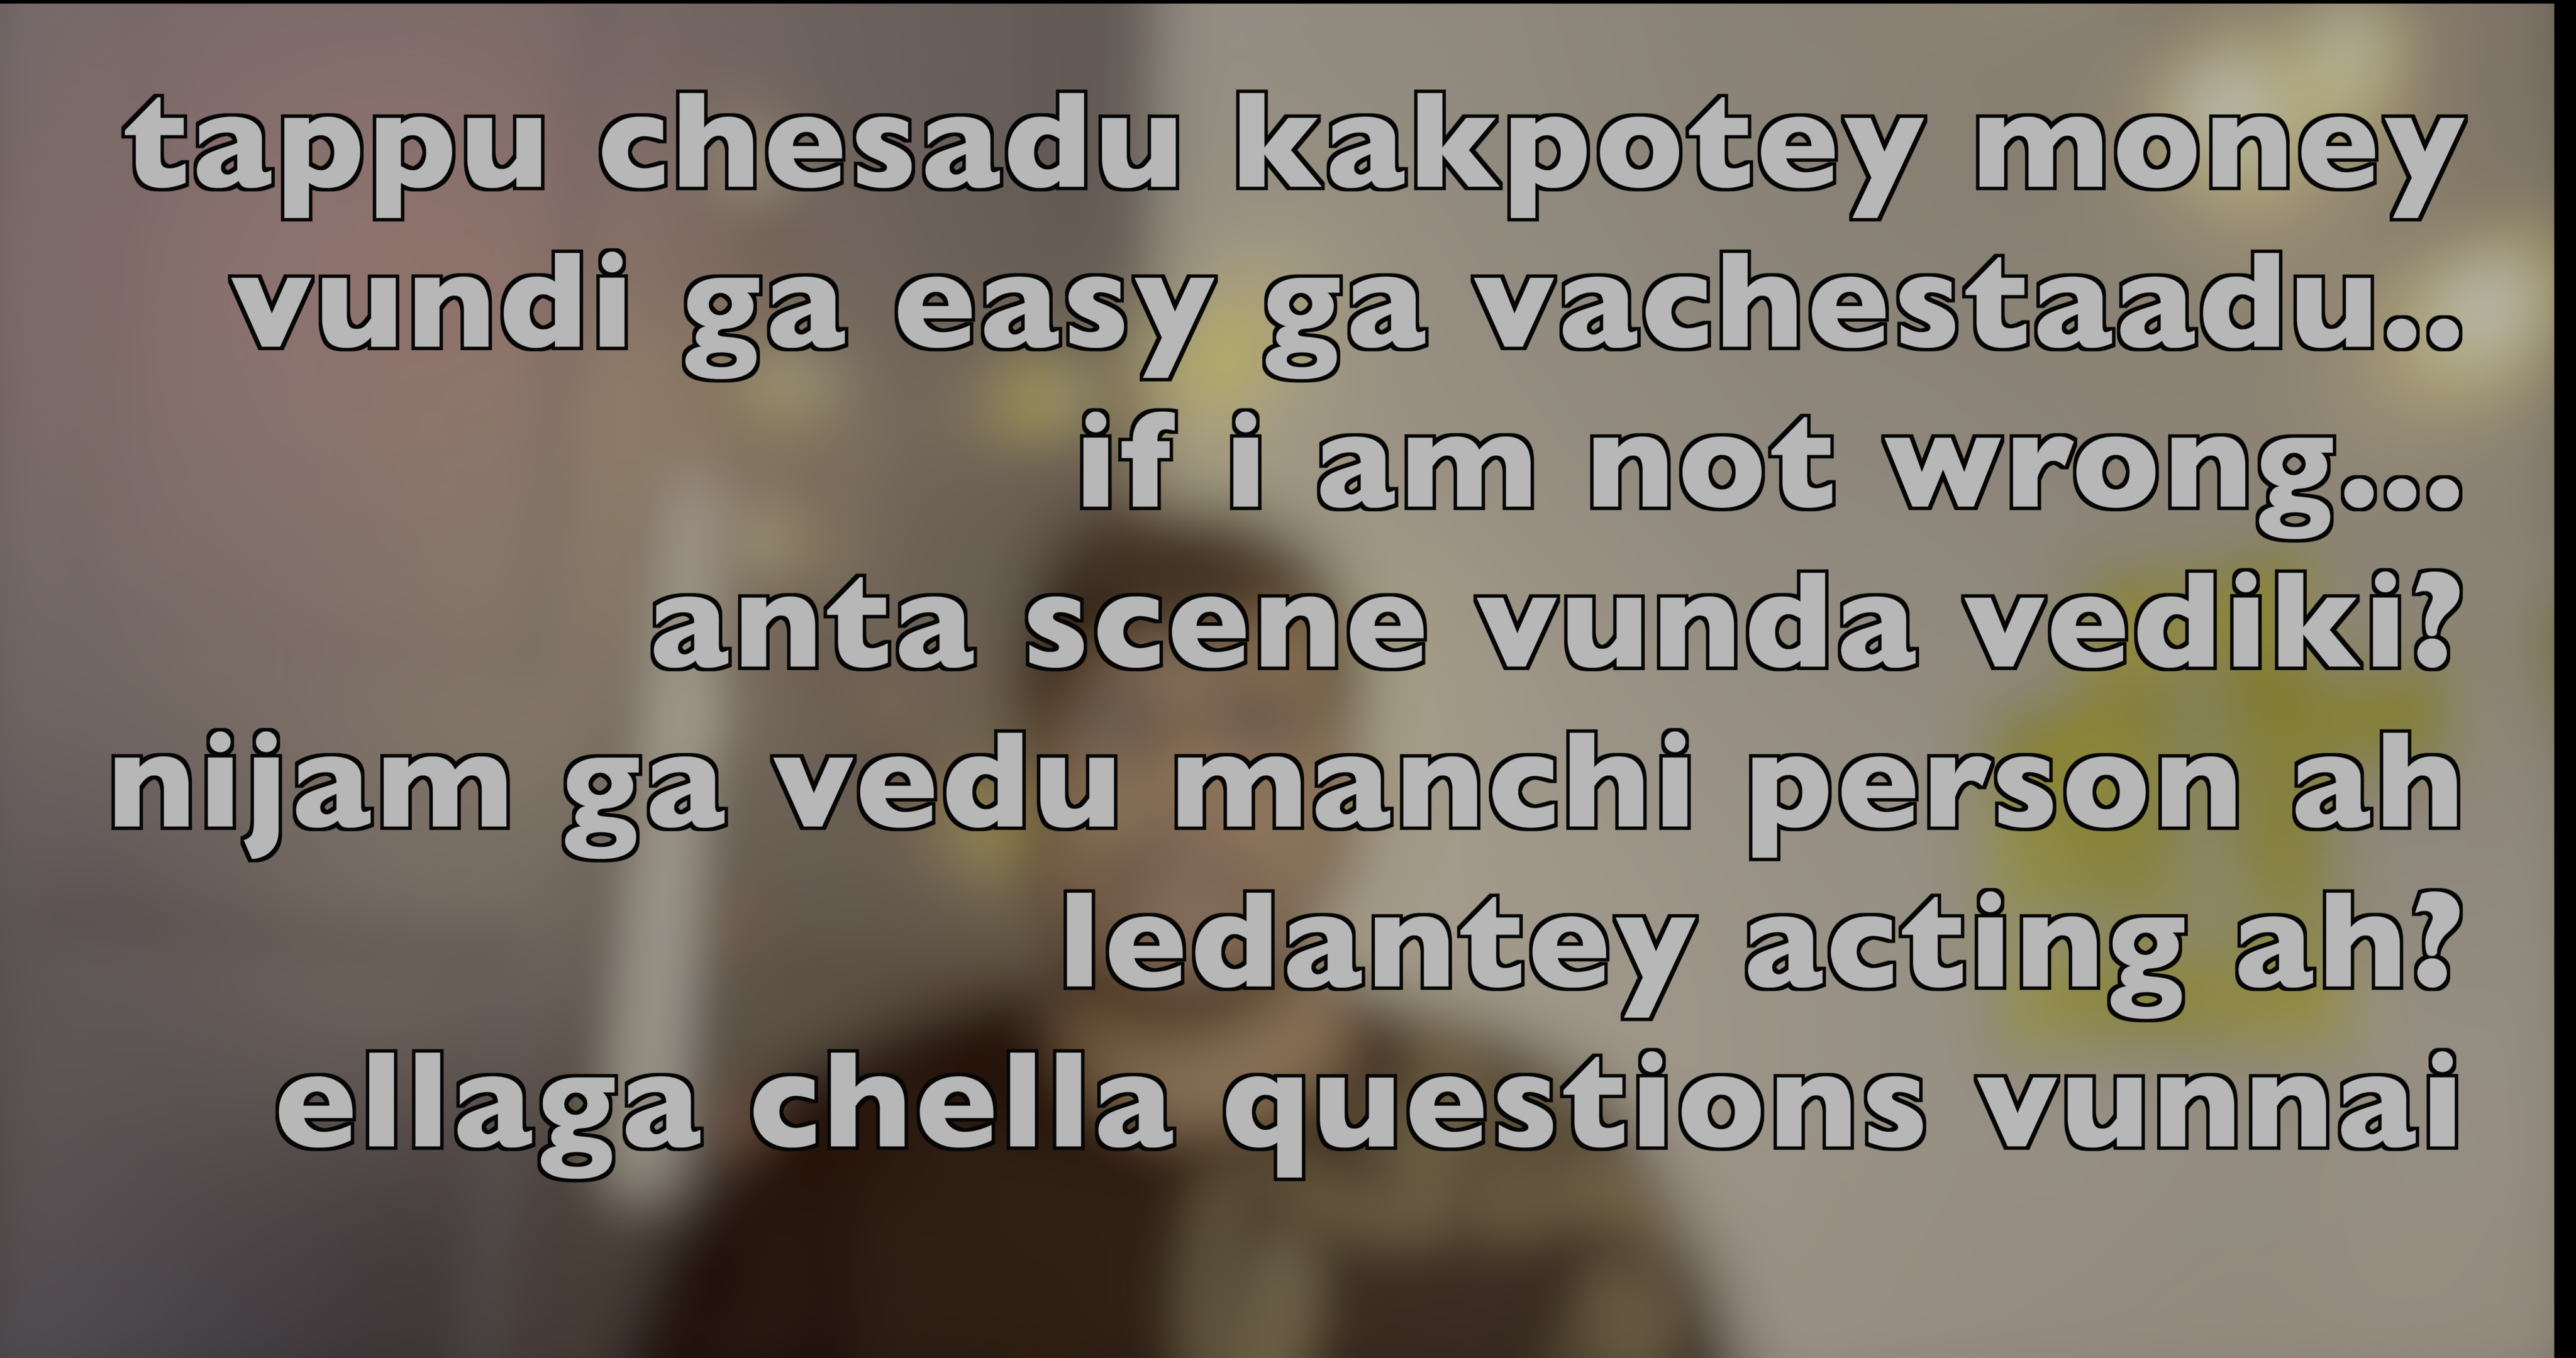 tappu chesadu kakpotey money
vundi ga easy ga vachestaadu..
if i am not wrong...
anta scene vunda vediki?
nijam ga vedu manchi person ah
ledantey acting ah?
ellaga chella questions vunnai